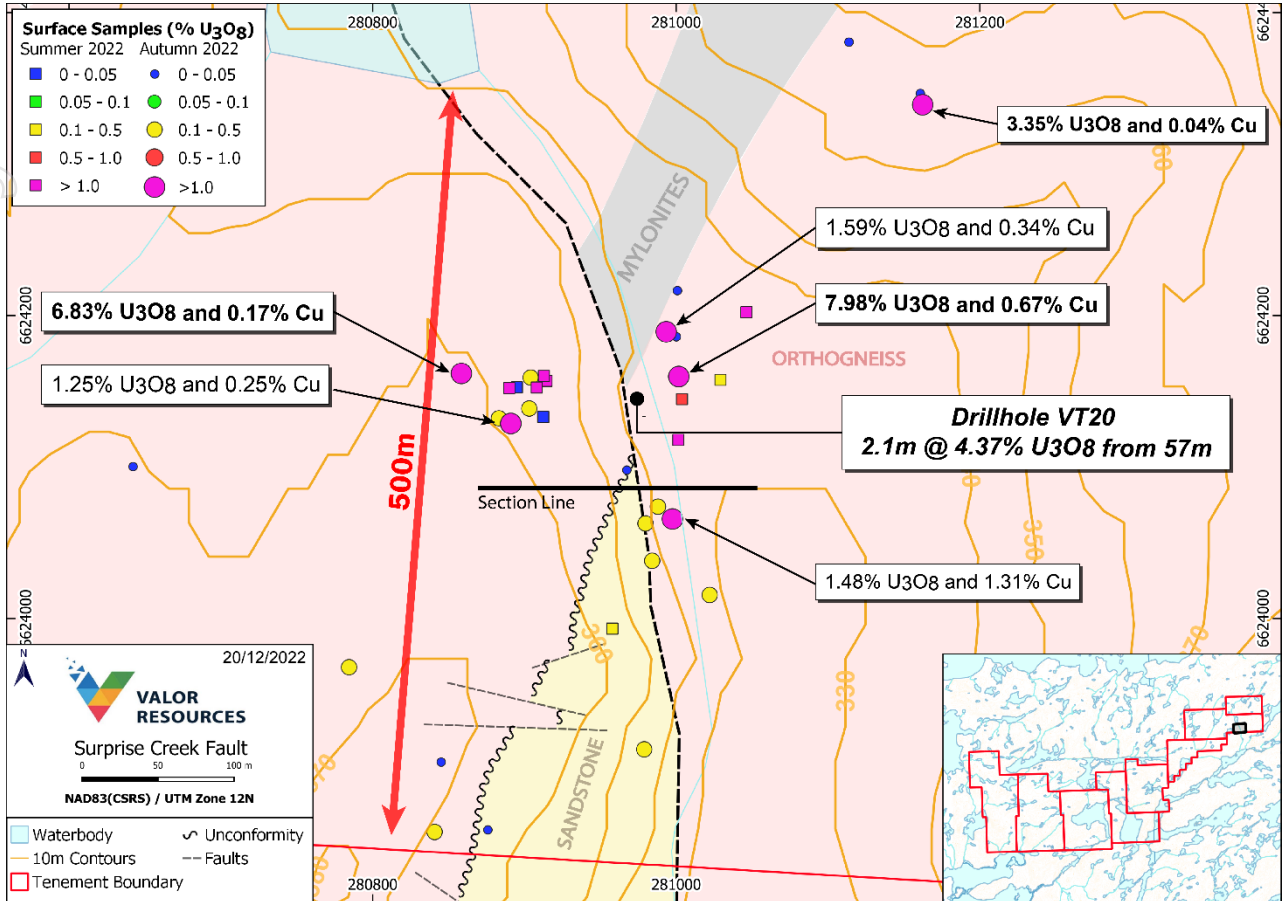 280800
281000
281200
6624400
Surface Samples (% U3O8)
Summer 2022 Autumn 2022
0 - 0.05 0 - 0.05
0.05 - 0.1 0.05 - 0.1
0.1 - 0.5 0.1 - 0.5
0.5 - 1.0 0.5 - 1.0
> 1.0 >1.0
3.35% U3O8 and 0.04% Cu
360
MYLONITES
1.59% U3O8 and 0.34% Cu
6624200
6.83% U3O8 and 0.17% Cu
7.98% U3O8 and 0.67% Cu
6624200
ORTHOGNEISS
1.25% U3O8 and 0.25% Cu
Drillhole VT20
2.1m @ 4.37% U3O8 from 57m
500m
Section Line
350
1.48% U3O8 and 1.31% Cu
6624000
6624000
360
330
370
20/12/2022
N
VALOR
RESOURCES
Surprise Creek Fault
0 50 100 m
NAD83(CSRS) / UTM Zone 12N
SANDSTONE
Waterbody Unconformity
10m Contours Faults
Tenement Boundary
280800
281000